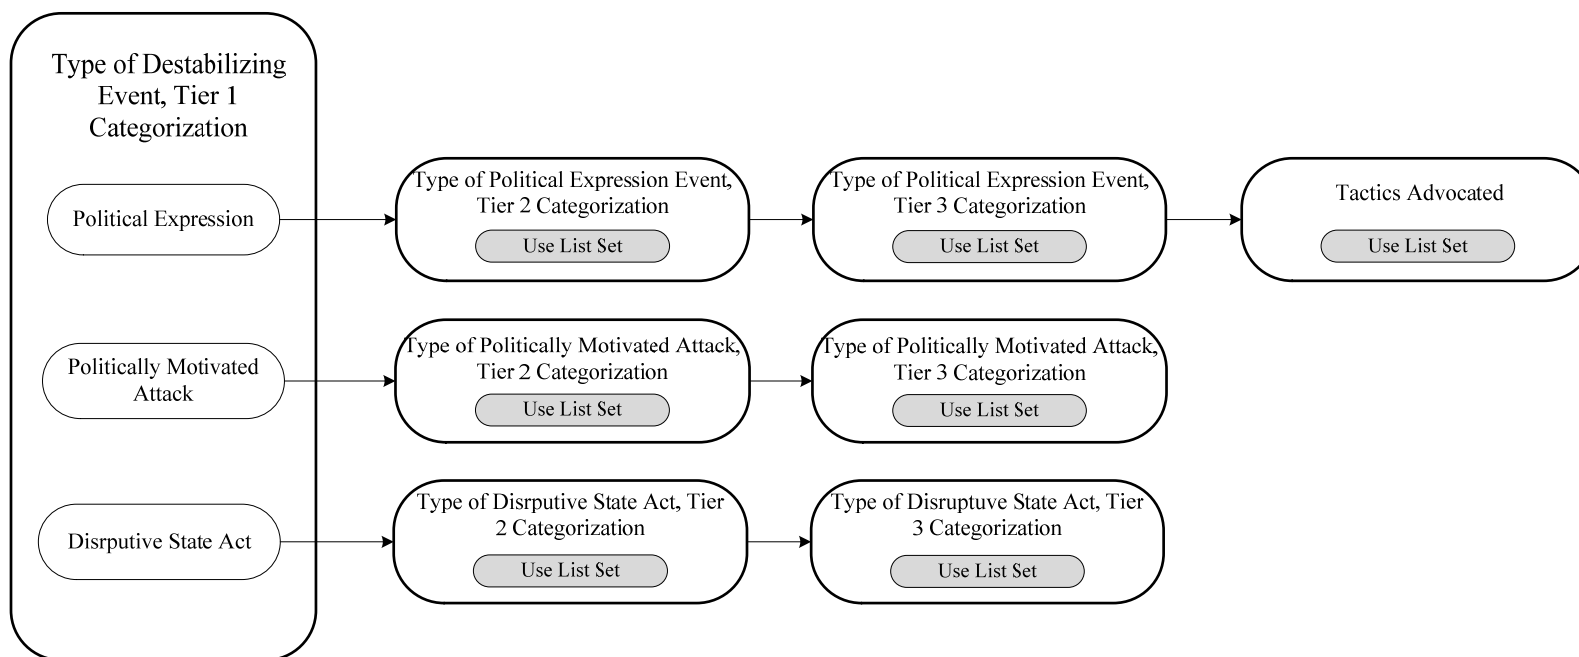 Type of Destabilizing
Event, Tier 1
Categorization
Political Expression
Type of Political Expression Event,
Tier 2 Categorization
Use List Set
Type of Political Expression Event,
Tier 3 Categorization
Use List Set
Tactics Advocated
Use List Set
Politically Motivated
Attack
Type of Politically Motivated Attack,
Tier 2 Categorization
Use List Set
Type of Politically Motivated Attack,
Tier 3 Categorization
Use List Set
Disrputive State Act
Type of Disrputive State Act, Tier
2 Categorization
Use List Set
Type of Disruptuve State Act, Tier
3 Categorization
Use List Set